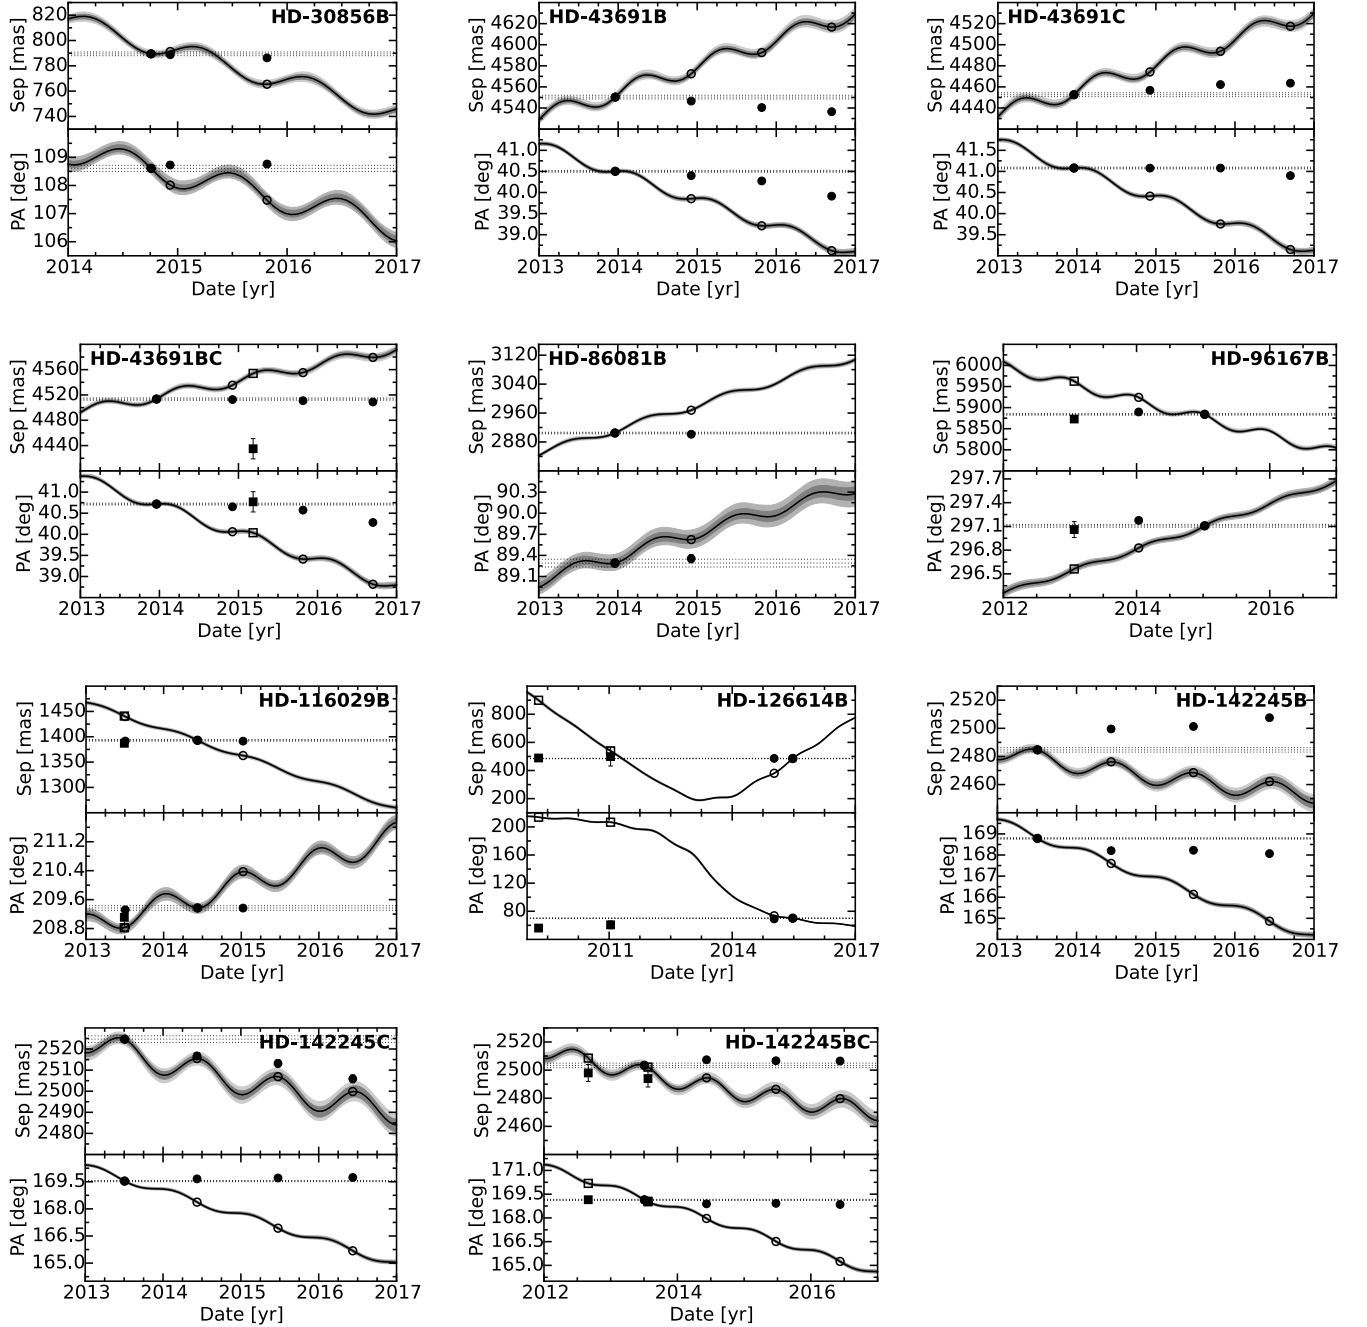 HD-30856B
Sep [mas]
820
800
780
760
740
PA [deg]
109
108
107
106
2014 2015 2016 2017
Date [yr]
HD-43691B
Sep [mas]
4620
4600
4580
4560
4540
PA [deg]
41.0
40.5
40.0
39.5
39.0
2013 2014 2015 2016 2017
Date [yr]
HD-43691C
Sep [mas]
4520
4500
4480
4460
4440
PA [deg]
41.5
41.0
40.5
40.0
39.5
2013 2014 2015 2016 2017
Date [yr]
HD-43691BC
Sep [mas]
4560
4520
4480
4440
PA [deg]
41.0
40.5
40.0
39.5
39.0
2013 2014 2015 2016 2017
Date [yr]
HD-86081B
Sep [mas]
3120
3040
2960
2880
PA [deg]
90.3
90.0
89.7
89.4
89.1
2013 2014 2015 2016 2017
Date [yr]
HD-96167B
Sep [mas]
6000
5950
5900
5850
5800
PA [deg]
297.7
297.4
297.1
296.8
296.5
2012 2014 2016
Date [yr]
HD-116029B
Sep [mas]
1450
1400
1350
1300
PA [deg]
211.2
210.4
209.6
208.8
2013 2014 2015 2016 2017
Date [yr]
HD-126614B
Sep [mas]
800
600
400
200
PA [deg]
200
160
120
80
2011 2014 2017
Date [yr]
HD-142245B
Sep [mas]
2520
2500
2480
2460
PA [deg]
169
168
167
166
165
2013 2014 2015 2016 2017
Date [yr]
HD-142245C
Sep [mas]
2520
2510
2500
2490
2480
PA [deg]
169.5
168.0
166.5
165.0
2013 2014 2015 2016 2017
Date [yr]
HD-142245BC
Sep [mas]
2520
2500
2480
2460
PA [deg]
171.0
169.5
168.0
166.5
165.0
2012 2014 2016
Date [yr]